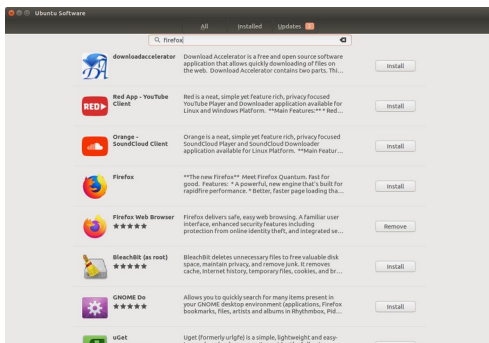 Ubuntu Software
All Installed Updates
firefox
downloadaccelerator
Download Accelerator is a free and open source software
application that allows quickly downloading of files on
the web. Download Accelerator contains two parts. Thi...
Install
RED
Red App - YouTube
Client
Red is a neat, simple yet feature rich, privacy focused
YouTube Player and Downloader application available for
Linux and Windows Platform. **Main Features:** * Red...
Install
Orange -
SoundCloud Client
Orange is a neat, simple yet feature rich, privacy focused
SoundCloud Player and SoundCloud Downloader
application available for Linux Platform. **Main Featur...
Install
Firefox
**The new Firefox** Meet Firefox Quantum. Fast for
good. Features: * A powerful, new engine that's built for
rapidfire performance. * Better, faster page loading tha...
Install
Firefox Web Browser
Firefox delivers safe, easy web browsing. A familiar user
interface, enhanced security features including
protection from online identity theft, and integrated se...
Remove
BleachBit (as root)
BleachBit deletes unnecessary files to free valuable disk
space, maintain privacy, and remove junk. It removes
cache, Internet history, temporary files, cookies, and br...
Install
GNOME Do
Allows you to quickly search for many items present in
your GNOME desktop environment (applications, Firefox
bookmarks, files, artists and albums in Rhythmbox, Pid...
Install
uGet
Uget (formerly urlgfe) is a simple, lightweight and easy-